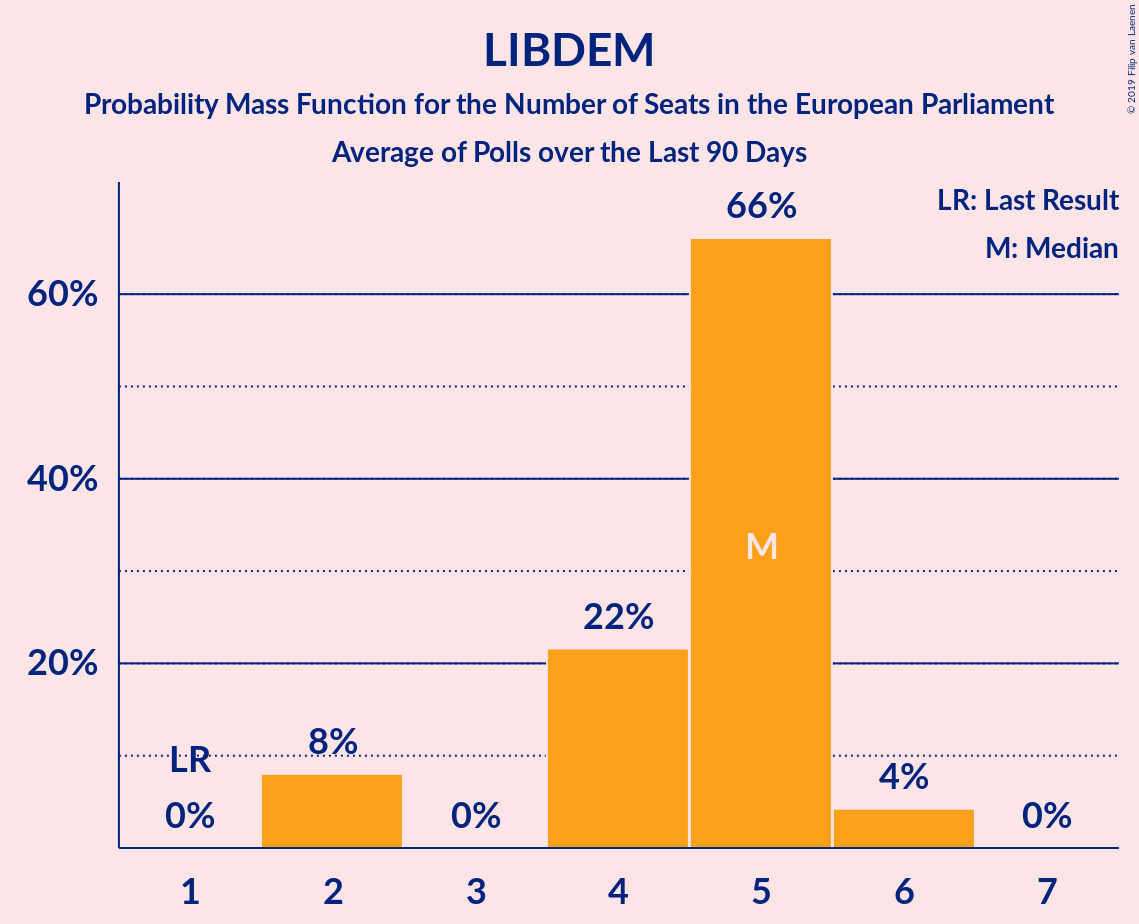 LIBDEM
Probability Mass Function for the Number of Seats in the European Parliament
Average of Polls over the Last 90 Days
© 2019 Filip van Laenen
LR: Last Result
M: Median
66%
60%
40%
M
22%
20%
8%
LR
4%
0%
0%
0%
1 2 3 4 5 6 7